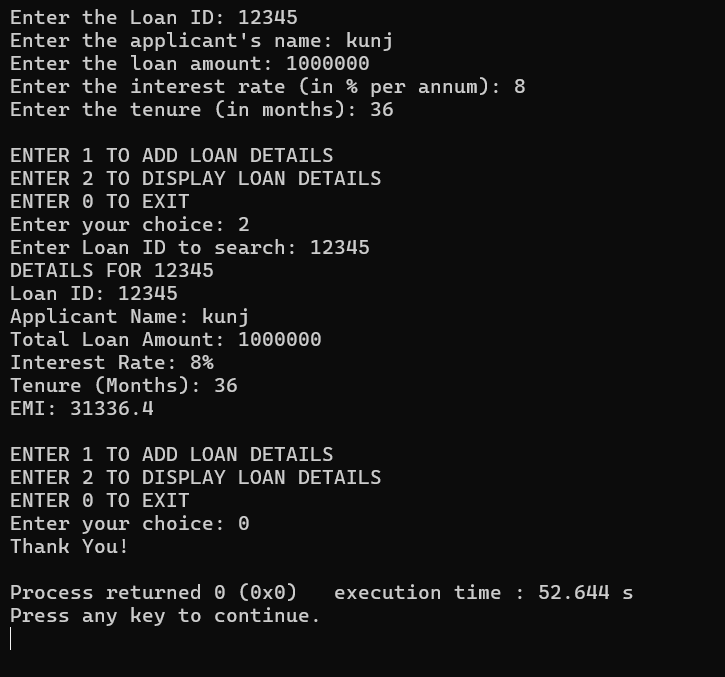 Enter the Loan ID: 12345
Enter the applicant's name: kunj
Enter the loan amount: 1000000
Enter the interest rate (in % per annum): 8
Enter the tenure (in months): 36
ENTER 1 TO ADD LOAN DETAILS
ENTER 2 TO DISPLAY LOAN DETAILS
ENTER 0 TO EXIT
Enter your choice: 2
Enter Loan ID to search: 12345
DETAILS FOR 12345
Loan ID: 12345
Applicant Name: kunj
Total Loan Amount: 1000000
Interest Rate: 8%
Tenure (Months): 36
EMI: 31336.4
ENTER 1 TO ADD LOAN DETAILS
ENTER 2 TO DISPLAY LOAN DETAILS
ENTER 0 TO EXIT
Enter your choice: 0
Thank You!
Process returned 0 (0x0)   execution time : 52.644 s
Press any key to continue.